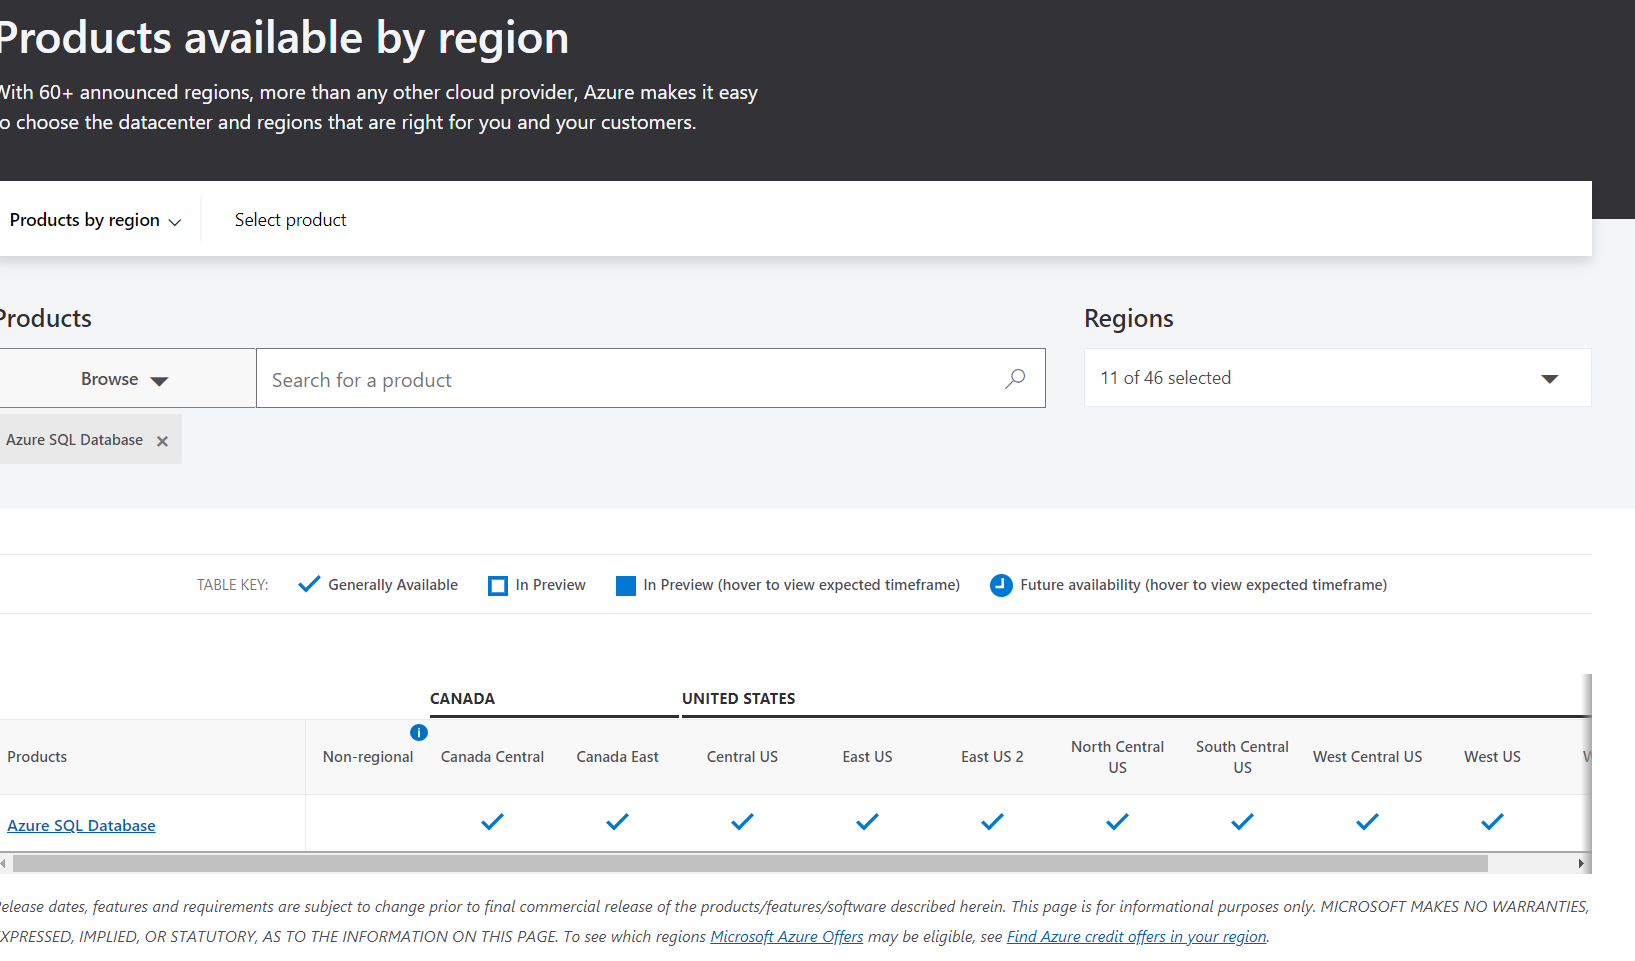 Products available by region
With 60+ announced regions, more than any other cloud provider, Azure makes it easy
to choose the datacenter and regions that are right for you and your customers.
Products by region
Select product
Products
Regions
Browse
Search for a product
11 of 46 selected
Azure SQL Database
TABLE KEY:
Generally Available
In Preview
In Preview (hover to view expected timeframe)
Future availability (hover to view expected timeframe)
CANADA
UNITED STATES
Products
Non-regional
Canada Central
Canada East
Central US
East US
East US 2
North Central
US
South Central
US
West Central US
West US
Azure SQL Database
Release dates, features and requirements are subject to change prior to final commercial release of the products/features/software described herein. This page is for informational purposes only. MICROSOFT MAKES NO WARRANTIES,
EXPRESSED, IMPLIED, OR STATUTORY, AS TO THE INFORMATION ON THIS PAGE. To see which regions Microsoft Azure Offers may be eligible, see Find Azure credit offers in your region.